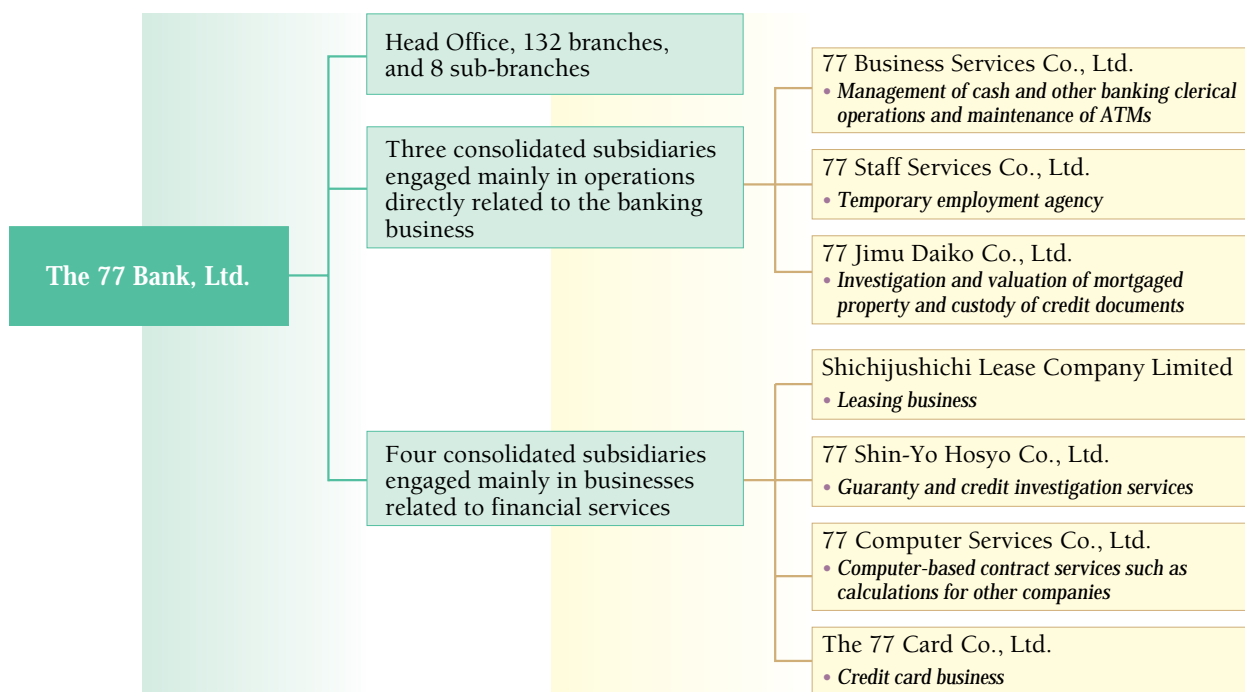 The 77 Bank, Ltd.
Head Office, 132 branches,
and 8 sub-branches
Three consolidated subsidiaries
engaged mainly in operations
directly related to the banking
business
77 Business Services Co., Ltd.
• Management of cash and other banking clerical
operations and maintenance of ATMs
77 Staff Services Co., Ltd.
• Temporary employment agency
77 Jimu Daiko Co., Ltd.
• Investigation and valuation of mortgaged
property and custody of credit documents
Four consolidated subsidiaries
engaged mainly in businesses
related to financial services
Shichijushichi Lease Company Limited
• Leasing business
77 Shin-Yo Hosyo Co., Ltd.
• Guaranty and credit investigation services
77 Computer Services Co., Ltd.
• Computer-based contract services such as
calculations for other companies
The 77 Card Co., Ltd.
• Credit card business